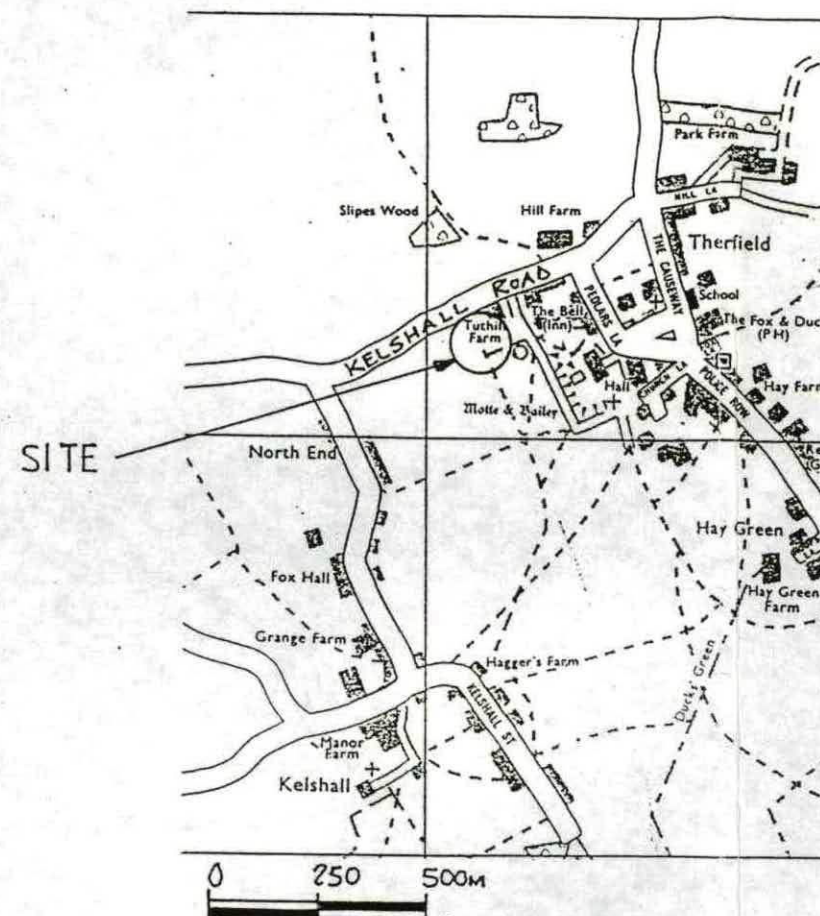 Park Farm
HILL LA
Slipes Wood
Hill Farm
Therfield
THE CAUSEWAY
KELSHALL ROAD
PEDLARS LA
School
The Bell
(Inn)
The Fox & Duc
(PH)
Tuthill
Farm
Hall
CHURCH LA
POLICE ROW
Hay Farm
Motte & Bailey
SITE
North End
Hay Green
Fox Hall
Hay Green
Farm
Grange Farm
Hagger's Farm
Ducks' Green
KELSHALL ST
Manor
Farm
Kelshall
0 250 500M